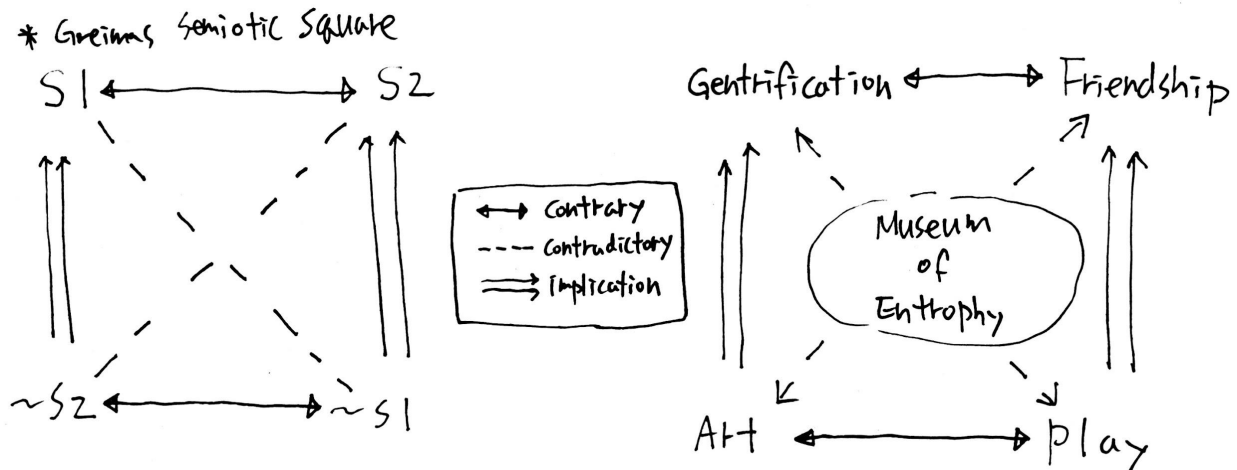 * Greimas Semiotic Square
S1
S2
~S2
~S1
contrary
contradictory
implication
Gentrification
Friendship
Museum
of
Entrophy
Art
Play